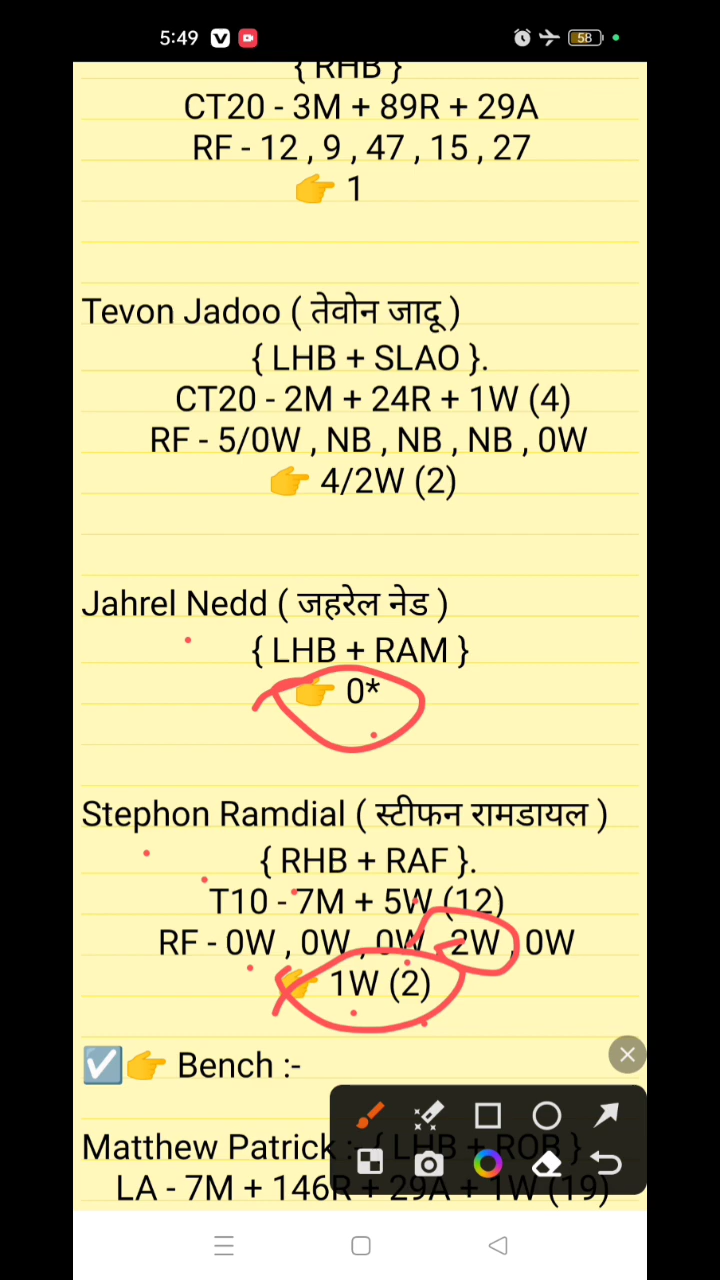 5:49 58
{ RHB }
CT20 - 3M + 89R + 29A
RF - 12 , 9 , 47 , 15 , 27
👉 1
Tevon Jadoo ( तेवोन जादू )
{ LHB + SLAO }.
CT20 - 2M + 24R + 1W (4)
RF - 5/0W , NB , NB , NB , 0W
👉 4/2W (2)
Jahrel Nedd ( जहरेल नेड )
{ LHB + RAM }
👉 0*
Stephon Ramdial ( स्टीफन रामडायल )
{ RHB + RAF }.
T10 - 7M + 5W (12)
RF - 0W , 0W , 0W , 2W , 0W
👉 1W (2)
☑️👉 Bench :-
Matthew Patrick :- { LHB + ROB }
LA - 7M + 146R + 29A + 1W (19)